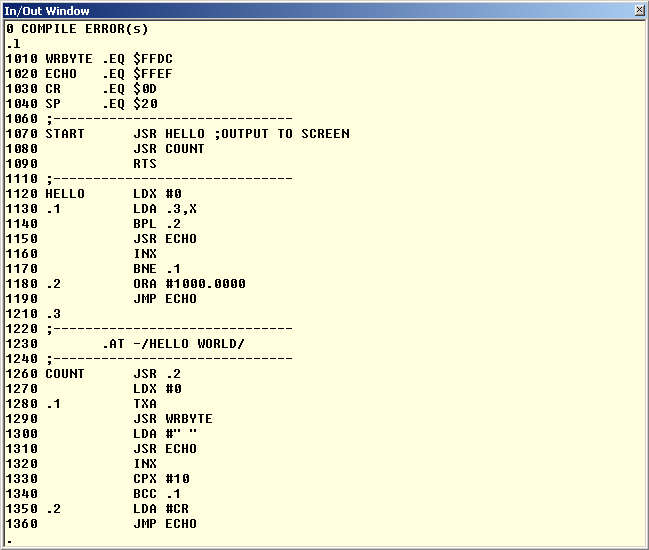 In/Out Window
0 COMPILE ERROR(s)
.l
1010 WRBYTE .EQ $FFDC
1020 ECHO   .EQ $FFEF
1030 CR     .EQ $0D
1040 SP     .EQ $20
1060 ;-----------------------------
1070 START      JSR HELLO ;OUTPUT TO SCREEN
1080            JSR COUNT
1090            RTS
1110 ;-----------------------------
1120 HELLO      LDX #0
1130 .1         LDA .3,X
1140            BPL .2
1150            JSR ECHO
1160            INX
1170            BNE .1
1180 .2         ORA #1000.0000
1190            JMP ECHO
1210 .3
1220 ;-----------------------------
1230        .AT -/HELLO WORLD/
1240 ;-----------------------------
1260 COUNT      JSR .2
1270            LDX #0
1280 .1         TXA
1290            JSR WRBYTE
1300            LDA #" "
1310            JSR ECHO
1320            INX
1330            CPX #10
1340            BCC .1
1350 .2         LDA #CR
1360            JMP ECHO
.